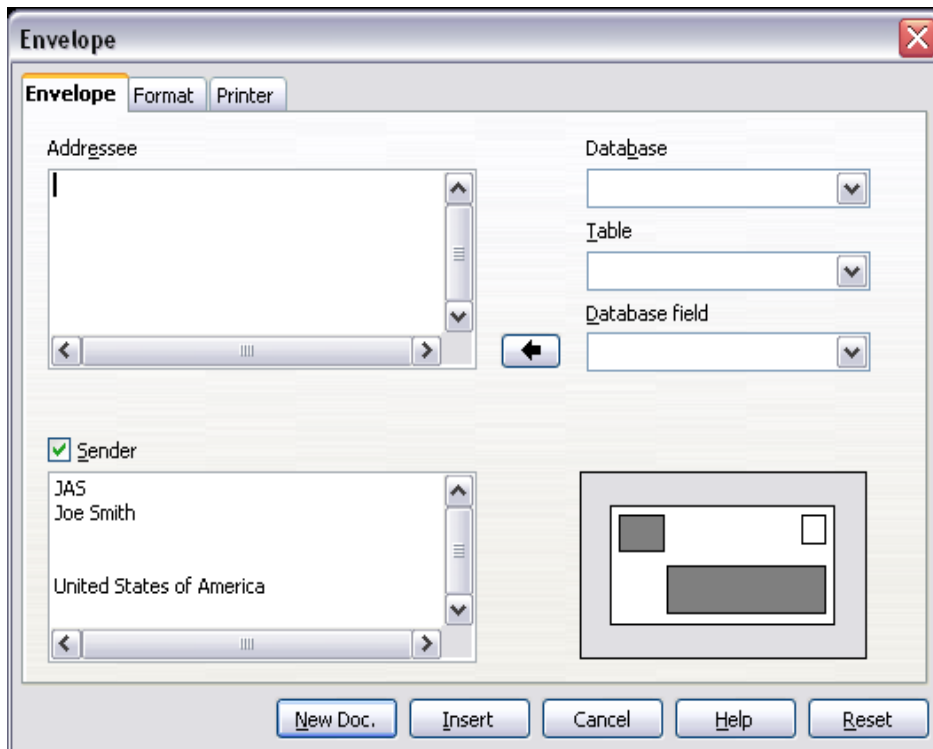 Envelope
Envelope Format Printer
Addressee
Database
Table
Database field
Sender
JAS
Joe Smith
United States of America
New Doc. Insert Cancel Help Reset